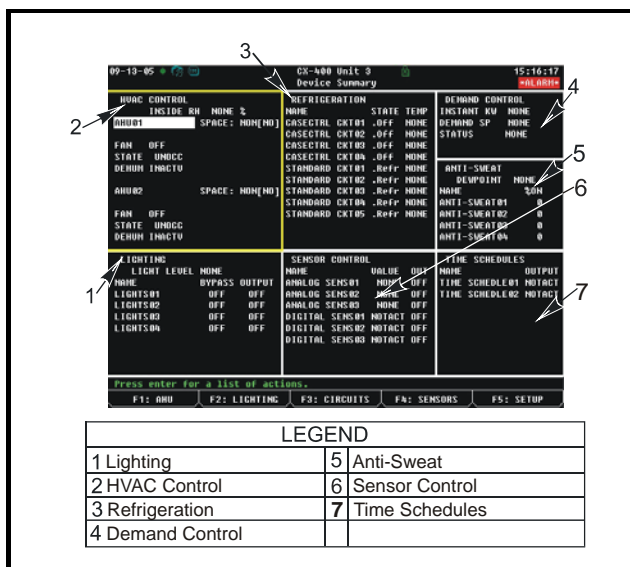 09-13-05
CX-400 Unit 3
15:16:17
Device Summary
*ALARM*
HVAC CONTROL
INSIDE RH NONE %
AHU01 SPACE: NON[NO]
FAN OFF
STATE UNOCC
DEHUM INACTV
AHU02 SPACE: NON[NO]
FAN OFF
STATE UNOCC
DEHUM INACTV
REFRIGERATION
NAME STATE TEMP
CASECTRL CKT01 .Off NONE
CASECTRL CKT02 .Off NONE
CASECTRL CKT03 .Off NONE
CASECTRL CKT04 .Off NONE
STANDARD CKT01 .Refr NONE
STANDARD CKT02 .Refr NONE
STANDARD CKT03 .Refr NONE
STANDARD CKT04 .Refr NONE
STANDARD CKT05 .Refr NONE
DEMAND CONTROL
INSTANT KW NONE
DEMAND SP NONE
STATUS NONE
ANTI-SWEAT
DEWPOINT NONE
NAME %ON
ANTI-SWEAT01 0
ANTI-SWEAT02 0
ANTI-SWEAT03 0
ANTI-SWEAT04 0
LIGHTING
LIGHT LEVEL NONE
NAME BYPASS OUTPUT
LIGHTS01 OFF OFF
LIGHTS02 OFF OFF
LIGHTS03 OFF OFF
LIGHTS04 OFF OFF
SENSOR CONTROL
NAME VALUE OUT
ANALOG SENS01 NONE OFF
ANALOG SENS02 NONE OFF
ANALOG SENS03 NONE OFF
DIGITAL SENS01 NOTACT OFF
DIGITAL SENS02 NOTACT OFF
DIGITAL SENS03 NOTACT OFF
TIME SCHEDULES
NAME OUTPUT
TIME SCHEDLE01 NOTACT
TIME SCHEDLE02 NOTACT
Press enter for a list of actions.
F1: AHU F2: LIGHTING F3: CIRCUITS F4: SENSORS F5: SETUP
1
2
3
4
5
6
7
LEGEND
1 Lighting 5 Anti-Sweat
2 HVAC Control 6 Sensor Control
3 Refrigeration 7 Time Schedules
4 Demand Control